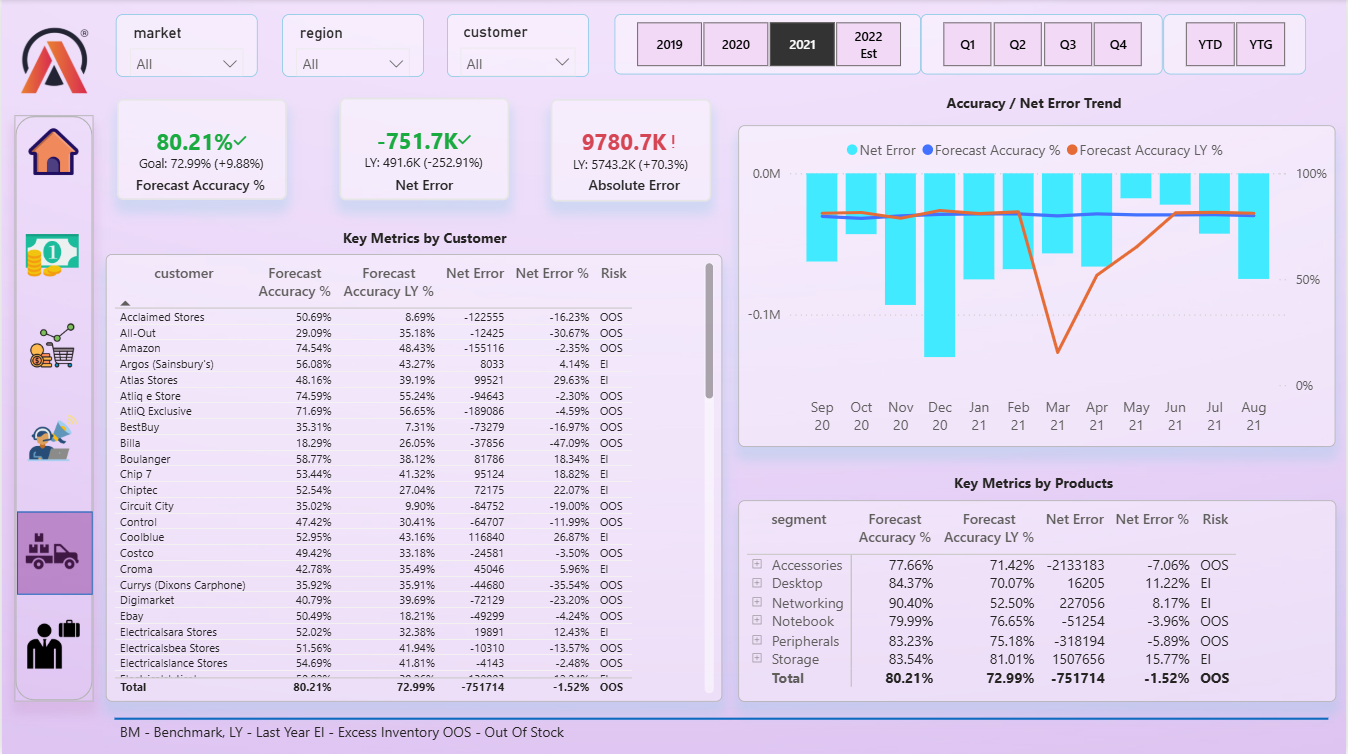 market
All
region
All
customer
All
2019
2020
2021
2022
Est
Q1
Q2
Q3
Q4
YTD
YTG
®
80.21%
Goal: 72.99% (+9.88%)
Forecast Accuracy %
-751.7K
LY: 491.6K (-252.91%)
Net Error
9780.7K !
LY: 5743.2K (+70.3%)
Absolute Error
Key Metrics by Customer
customer Forecast Accuracy % Forecast Accuracy LY % Net Error Net Error % Risk
Acclaimed Stores 50.69% 8.69% -122555 -16.23% OOS
All-Out 29.09% 35.18% -12425 -30.67% OOS
Amazon 74.54% 48.43% -155116 -2.35% OOS
Argos (Sainsbury's) 56.08% 43.27% 8033 4.14% EI
Atlas Stores 48.16% 39.19% 99521 29.63% EI
Atliq e Store 74.59% 55.24% -94643 -2.30% OOS
AtliQ Exclusive 71.69% 56.65% -189086 -4.59% OOS
BestBuy 35.31% 7.31% -73279 -16.97% OOS
Billa 18.29% 26.05% -37856 -47.09% OOS
Boulanger 58.77% 38.12% 81786 18.34% EI
Chip 7 53.44% 41.32% 95124 18.82% EI
Chiptec 52.54% 27.04% 72175 22.07% EI
Circuit City 35.02% 9.90% -84752 -19.00% OOS
Control 47.42% 30.41% -64707 -11.99% OOS
Coolblue 52.95% 43.16% 116840 26.87% EI
Costco 49.42% 33.18% -24581 -3.50% OOS
Croma 42.78% 35.49% 45046 5.96% EI
Currys (Dixons Carphone) 35.92% 35.91% -44680 -35.54% OOS
Digimarket 40.79% 39.69% -72129 -23.20% OOS
Ebay 50.49% 18.21% -49299 -4.24% OOS
Electricalsara Stores 52.02% 32.38% 19891 12.43% EI
Electricalsbea Stores 51.56% 41.94% -10310 -13.57% OOS
Electricalslance Stores 54.69% 41.81% -4143 -2.48% OOS
Total 80.21% 72.99% -751714 -1.52% OOS
Accuracy / Net Error Trend
Net Error Forecast Accuracy % Forecast Accuracy LY %
0.0M
-0.1M
100%
50%
0%
Sep Oct Nov Dec Jan Feb Mar Apr May Jun Jul Aug
20 20 20 20 21 21 21 21 21 21 21 21
Key Metrics by Products
segment Forecast Accuracy % Forecast Accuracy LY % Net Error Net Error % Risk
Accessories 77.66% 71.42% -2133183 -7.06% OOS
Desktop 84.37% 70.07% 16205 11.22% EI
Networking 90.40% 52.50% 227056 8.17% EI
Notebook 79.99% 76.65% -51254 -3.96% OOS
Peripherals 83.23% 75.18% -318194 -5.89% OOS
Storage 83.54% 81.01% 1507656 15.77% EI
Total 80.21% 72.99% -751714 -1.52% OOS
BM - Benchmark, LY - Last Year EI - Excess Inventory OOS - Out Of Stock